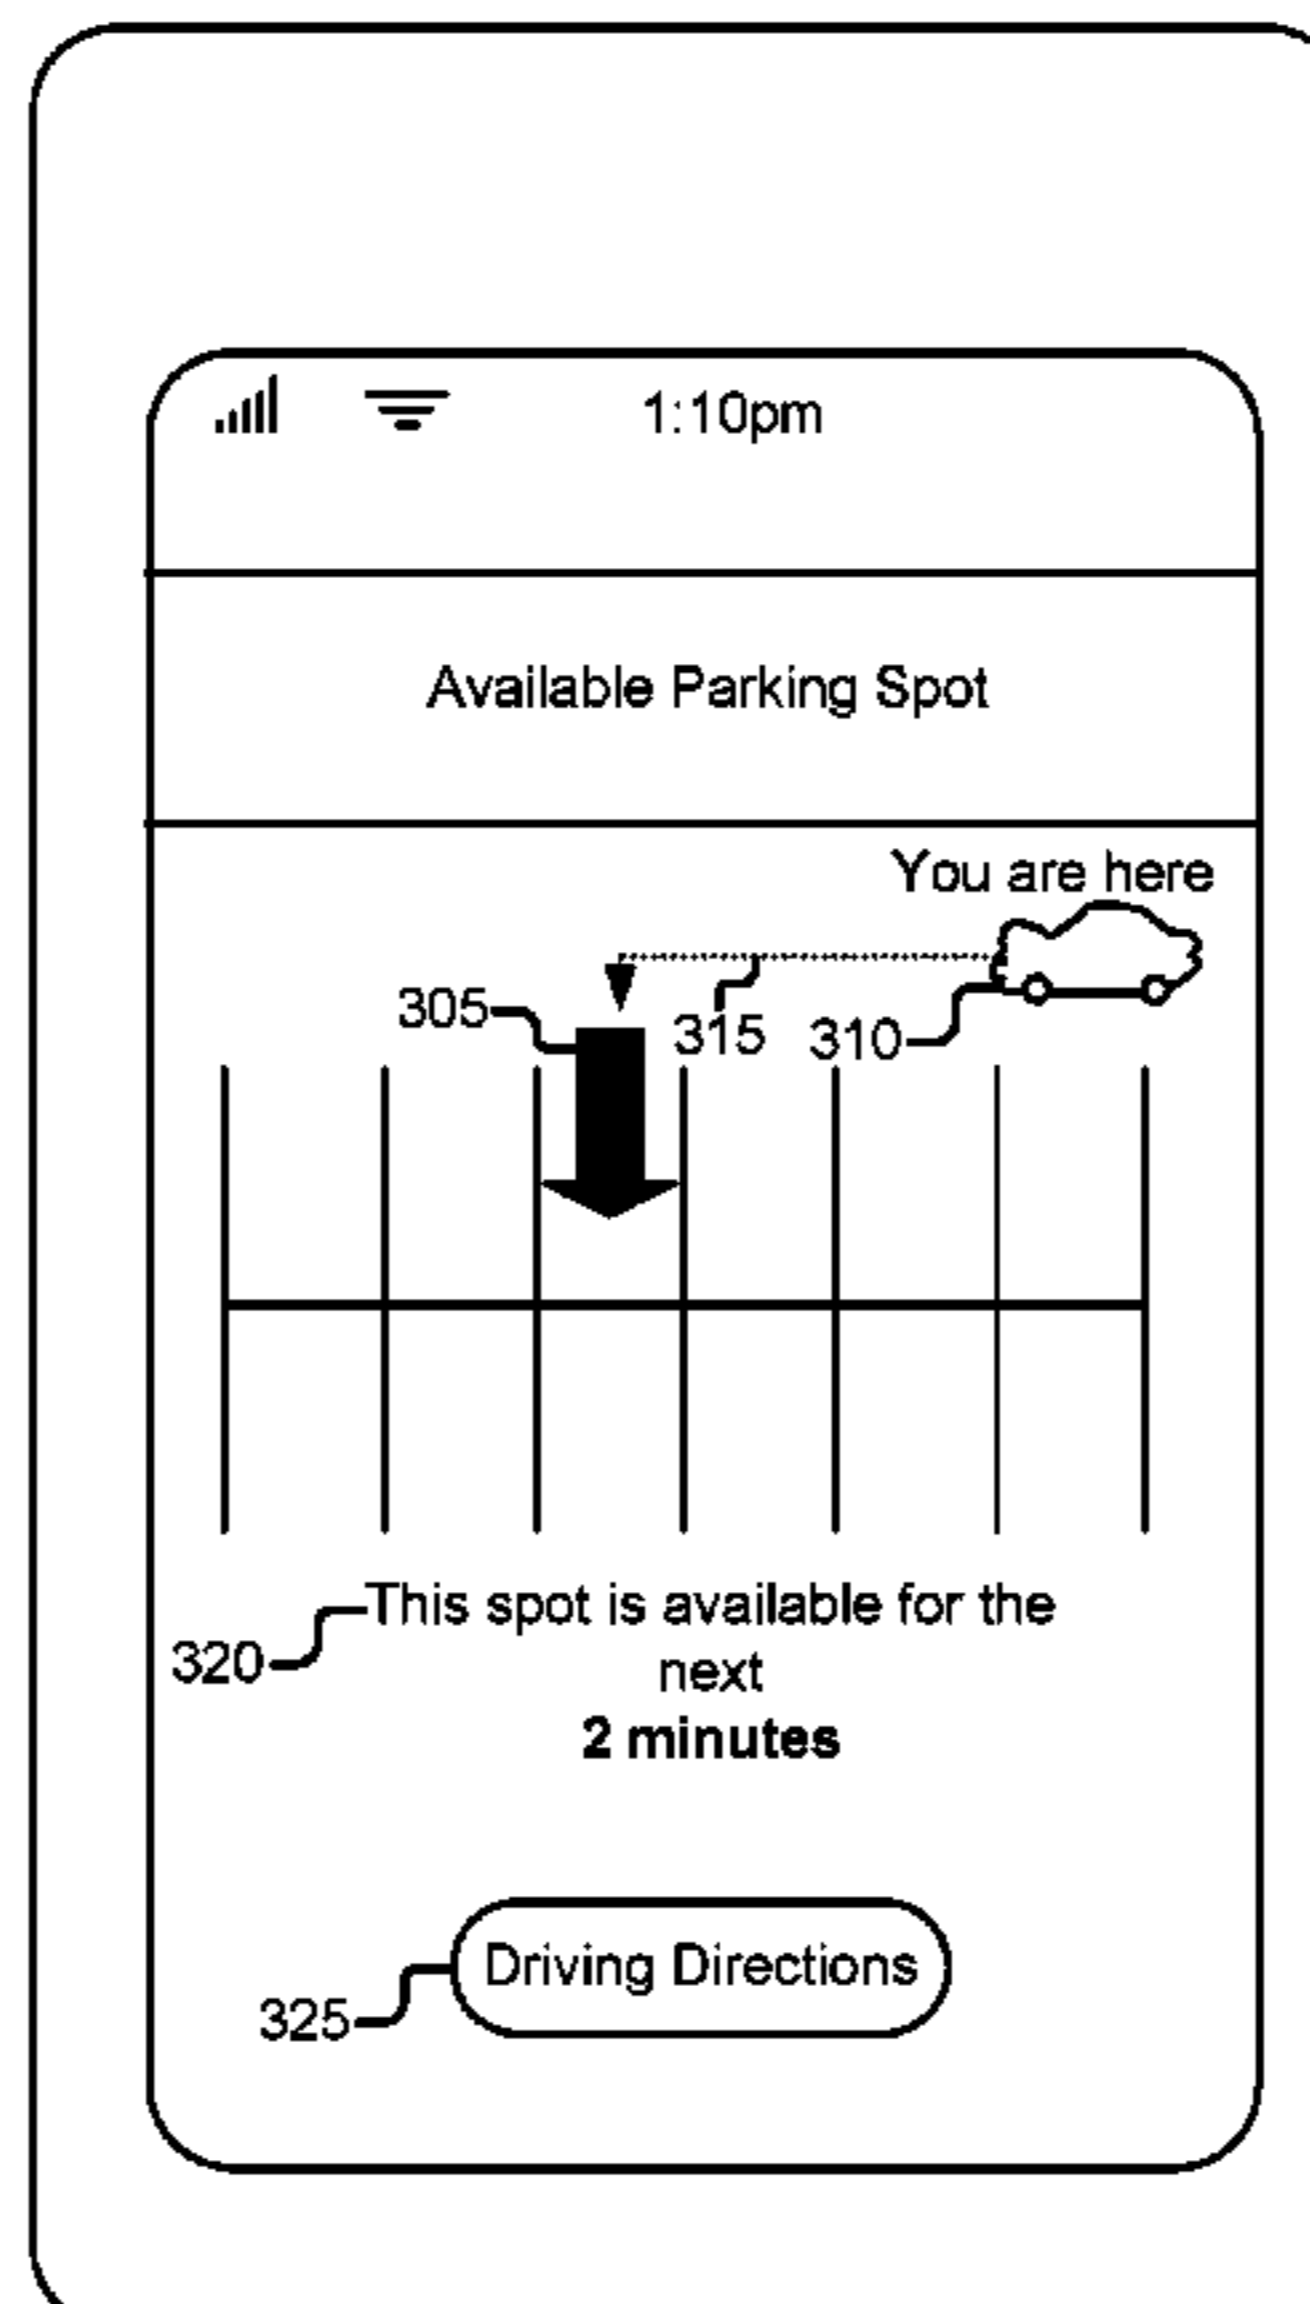 1:10pm
Available Parking Spot
You are here
305
315
310
This spot is available for the
320
next
2 minutes
Driving Directions
325